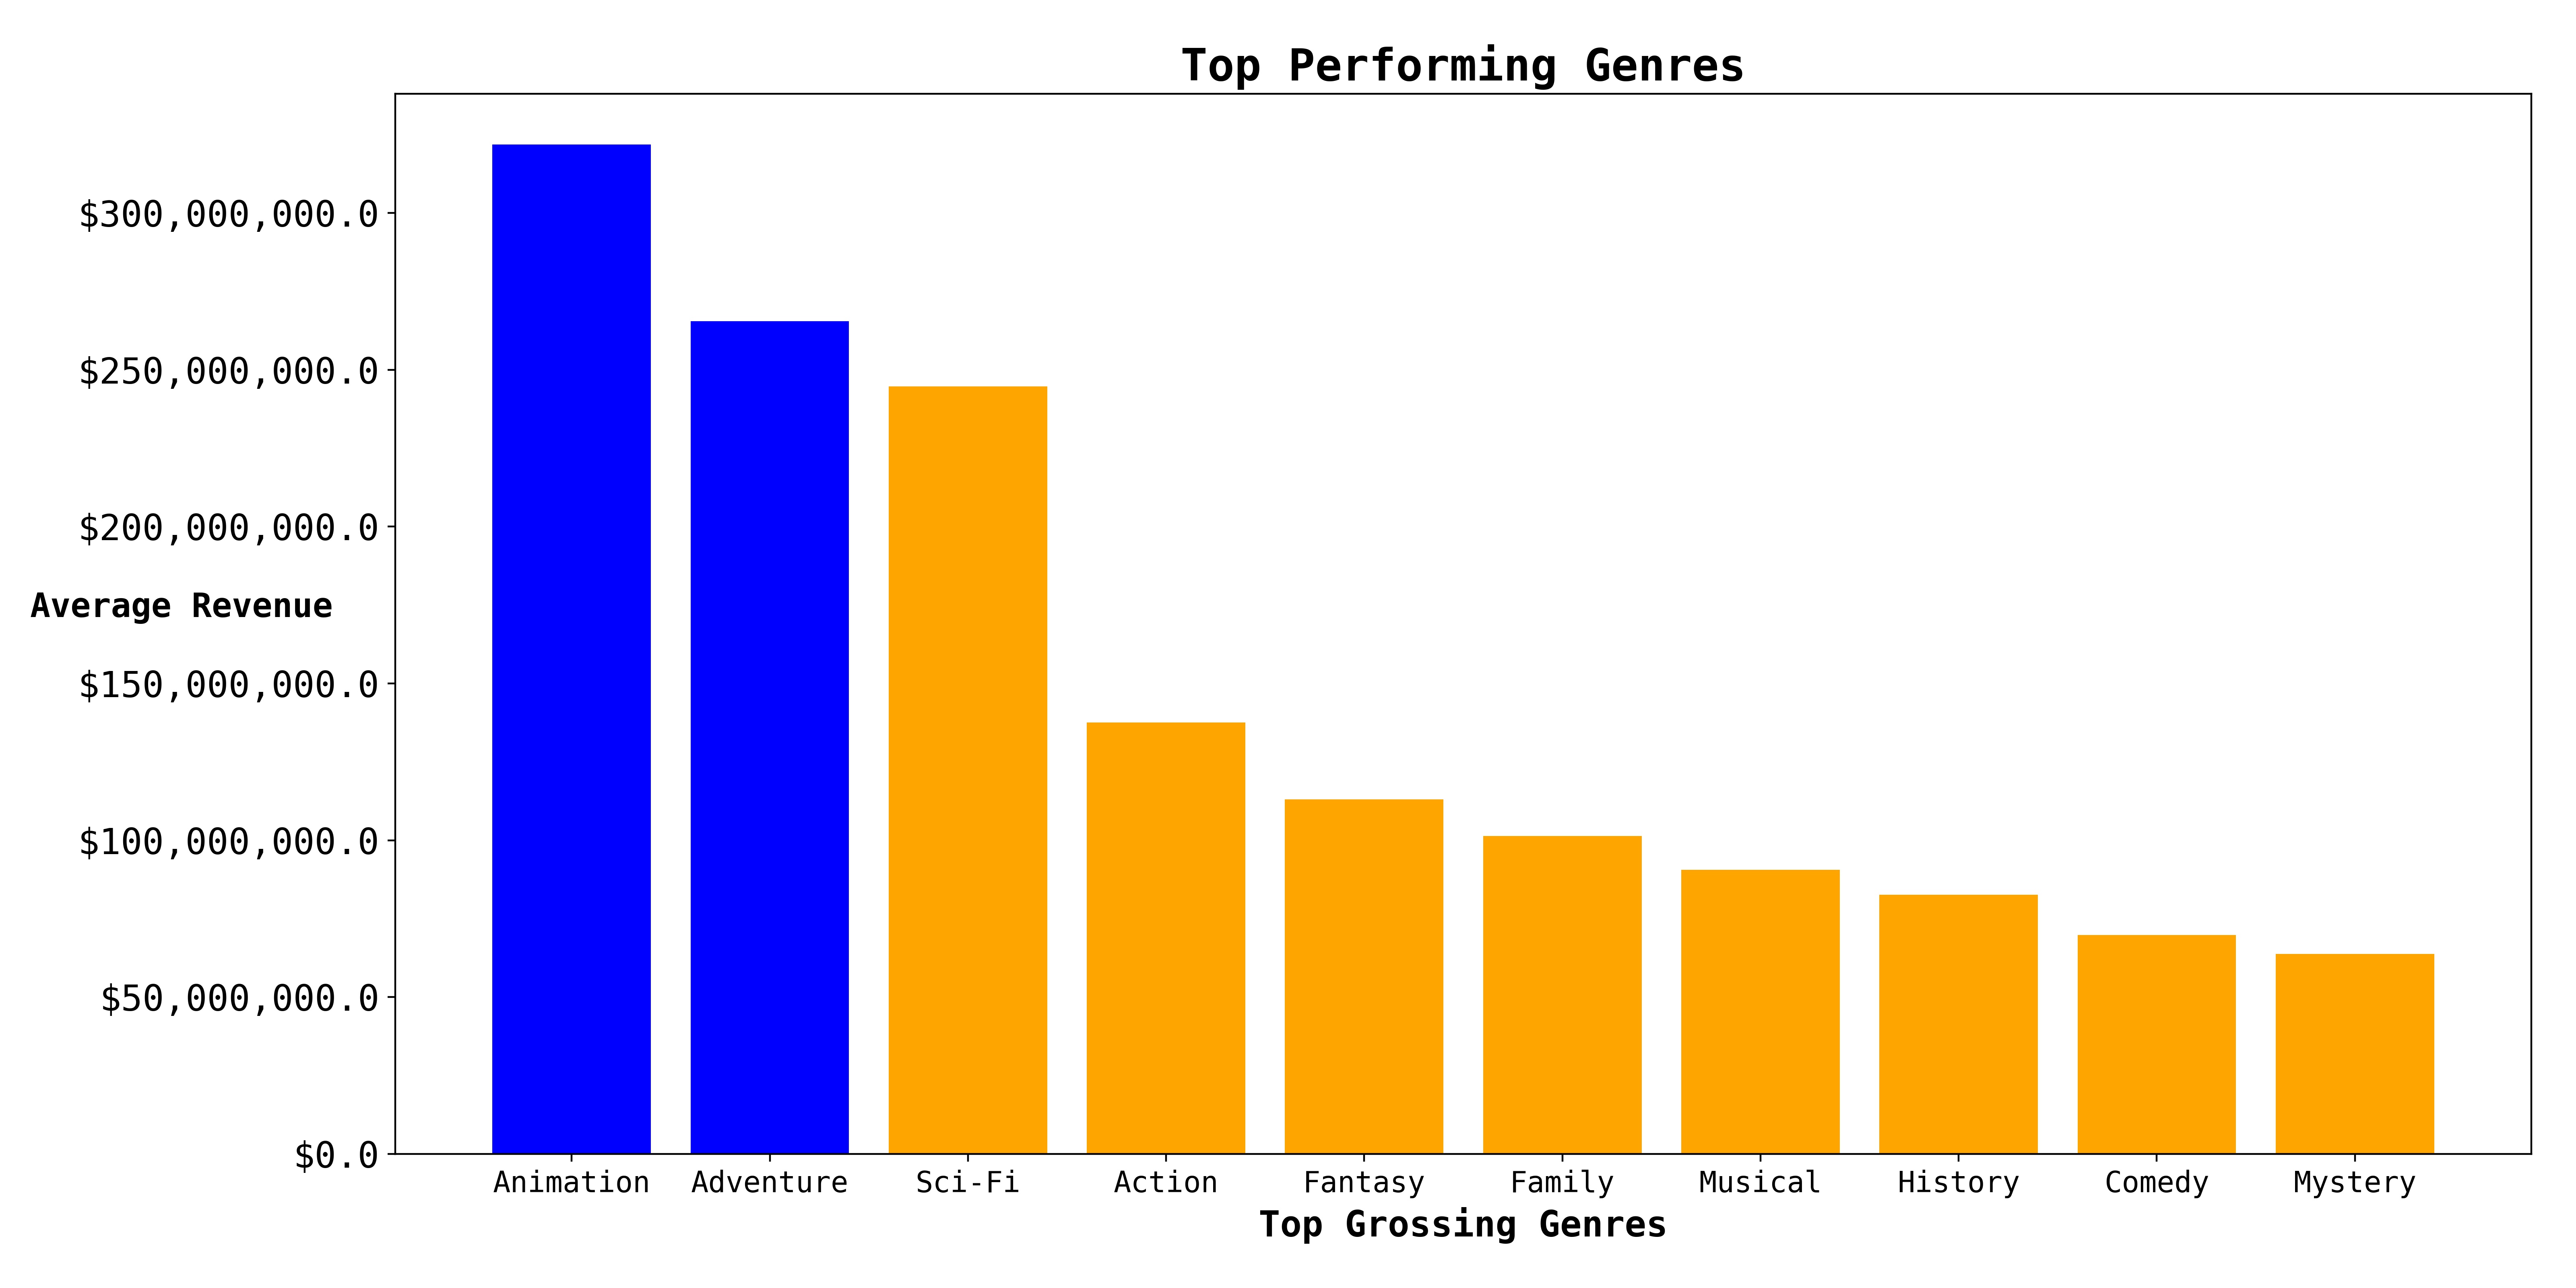 Top Performing Genres
$300,000,000.0
$250,000,000.0
$200,000,000.0
Average Revenue
$150,000,000.0
$100,000,000.0
$50,000,000.0
$0.0
Animation Adventure Sci-Fi Action Fantasy Family Musical History Comedy Mystery
Top Grossing Genres